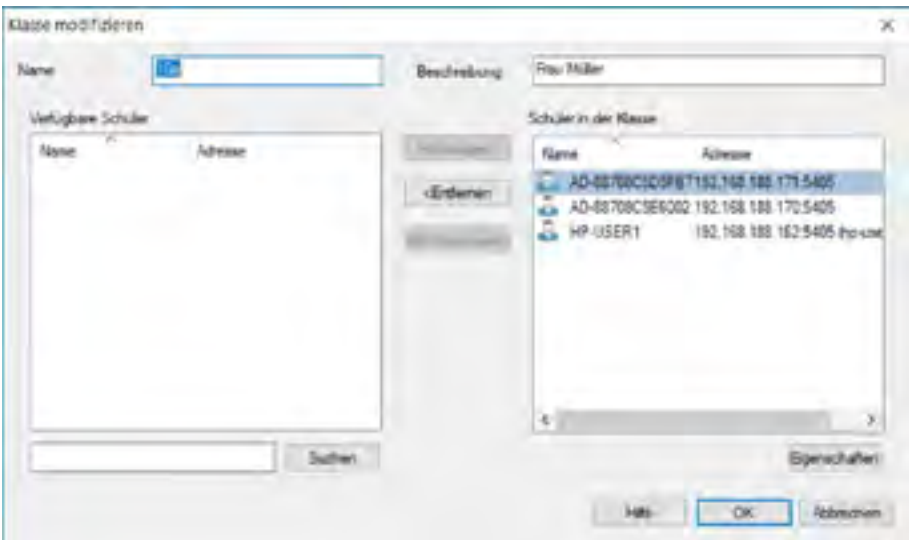 Klasse modifizieren
Name
Beschreibung
Frau Müller
Verfügbare Schüler
Name Adresse
<Entfernen
Suchen
Schüler in der Klasse
Name Adresse
192.168.188.171:5405
192.168.188.170:5405
HP-USER1 192.168.188.162:5405
Eigenschaften
Hilfe
OK
Abbrechen